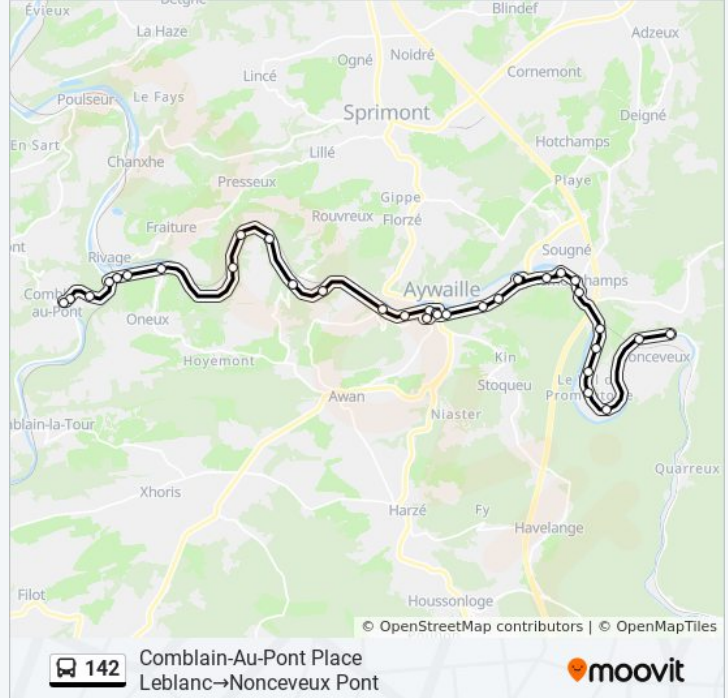 Évieux
La Haze
Blindef
Adzeux
Ogné
Noidré
Lincé
Cornemont
Poulseur
Le Fays
Sprimont
Deigné
En Sart
Hotchamps
Lillé
Chanxhe
Playe
Presseux
Gippe
Rouvreux
Florzé
Fraiture
Sougné
Rivage
Aywaille
au-Pont
Oneux
Nonceveux
Hoyemont
Kin
Stoqueu
Awan
Niaster
Quarreux
Xhoris
Harzé
Fy
Havelange
Filot
Houssonloge
© OpenStreetMap contributors | © OpenMapTiles
142
Comblain-Au-Pont Place
Leblanc→Nonceveux Pont
moovit